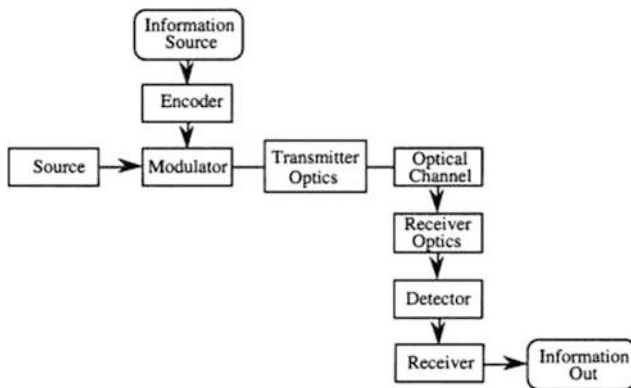 Information
Source
Encoder
Source
Modulator
Transmitter
Optics
Optical
Channel
Receiver
Optics
Detector
Receiver
Information
Out